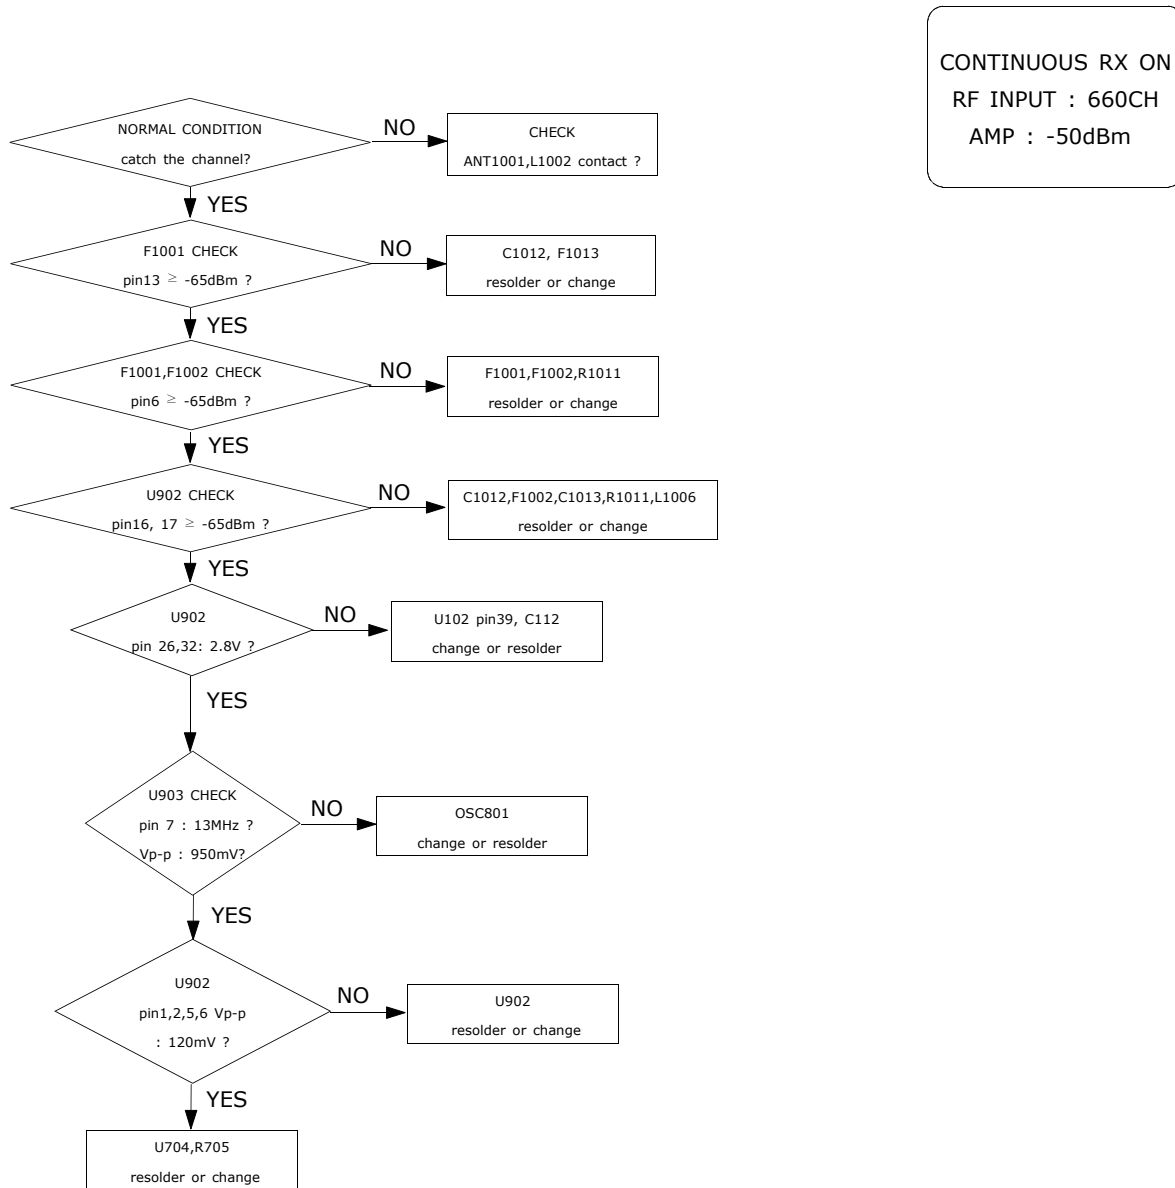 CONTINUOUS RX ON
RF INPUT : 660CH
AMP : -50dBm
NORMAL CONDITION
catch the channel?
NO
CHECK
ANT1001,L1002 contact ?
YES
F1001 CHECK
pin13 ≥ -65dBm ?
NO
C1012, F1013
resolder or change
YES
F1001,F1002 CHECK
pin6 ≥ -65dBm ?
NO
F1001,F1002,R1011
resolder or change
YES
U902 CHECK
pin16, 17 ≥ -65dBm ?
NO
C1012,F1002,C1013,R1011,L1006
resolder or change
YES
U902
pin 26,32: 2.8V ?
NO
U102 pin39, C112
change or resolder
YES
U903 CHECK
pin 7 : 13MHz ?
Vp-p : 950mV?
NO
OSC801
change or resolder
YES
U902
pin1,2,5,6 Vp-p
: 120mV ?
NO
U902
resolder or change
YES
U704,R705
resolder or change